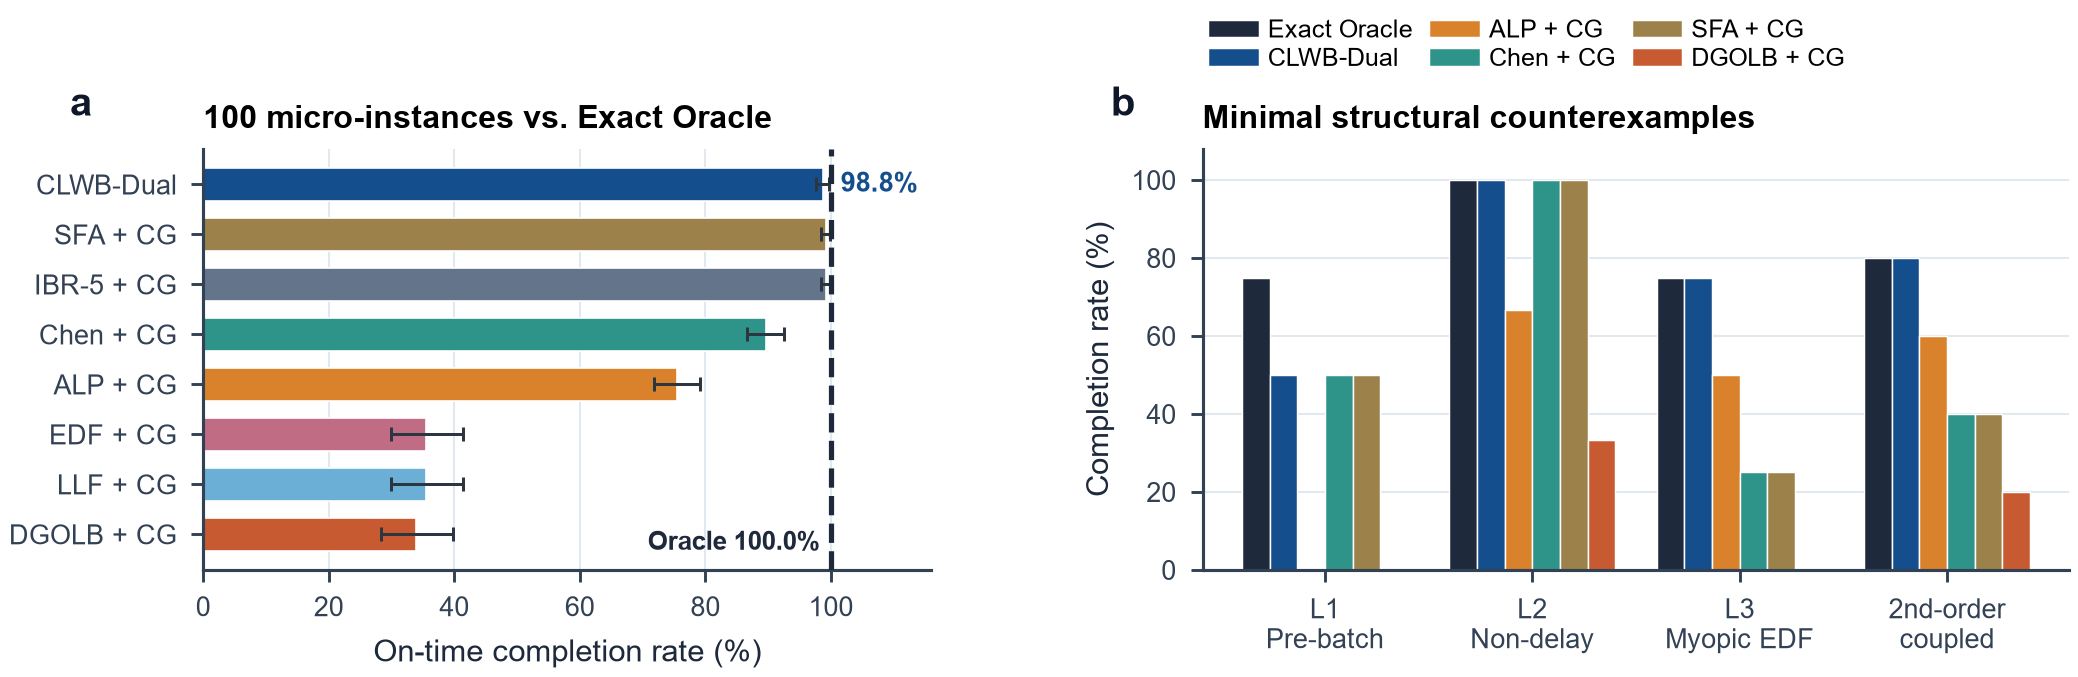 a
100 micro-instances vs. Exact Oracle
CLWB-Dual
98.8%
SFA + CG
IBR-5 + CG
Chen + CG
ALP + CG
EDF + CG
LLF + CG
DGOLB + CG
Oracle 100.0%
0 20 40 60 80 100
On-time completion rate (%)
Exact Oracle ALP + CG SFA + CG
CLWB-Dual Chen + CG DGOLB + CG
b
Minimal structural counterexamples
Completion rate (%)
100
80
60
40
20
0
L1
Pre-batch
L2
Non-delay
L3
Myopic EDF
2nd-order
coupled